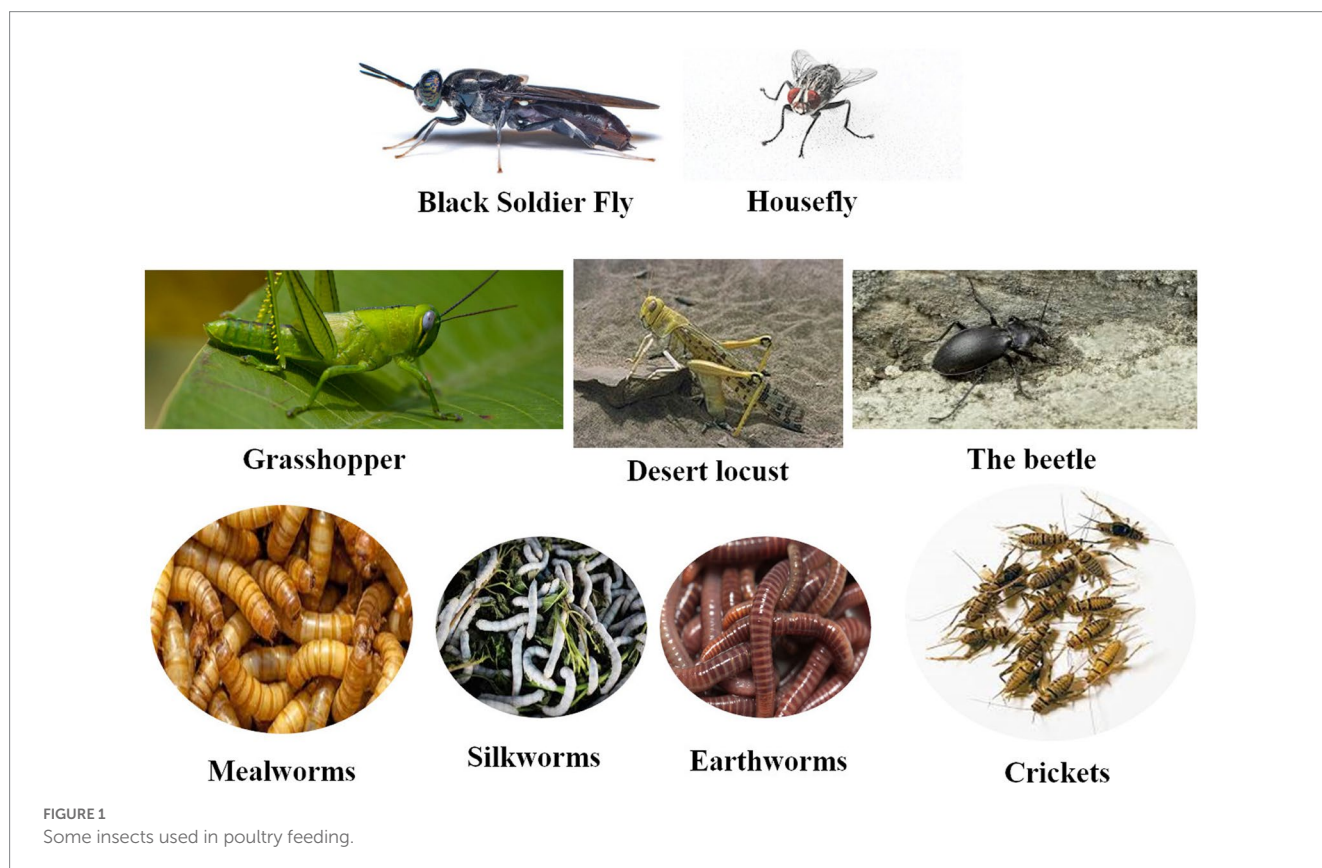 Black Soldier Fly
Housefly
Grasshopper
Desert locust
The beetle
Mealworms
Silkworms
Earthworms
Crickets
FIGURE 1
Some insects used in poultry feeding.